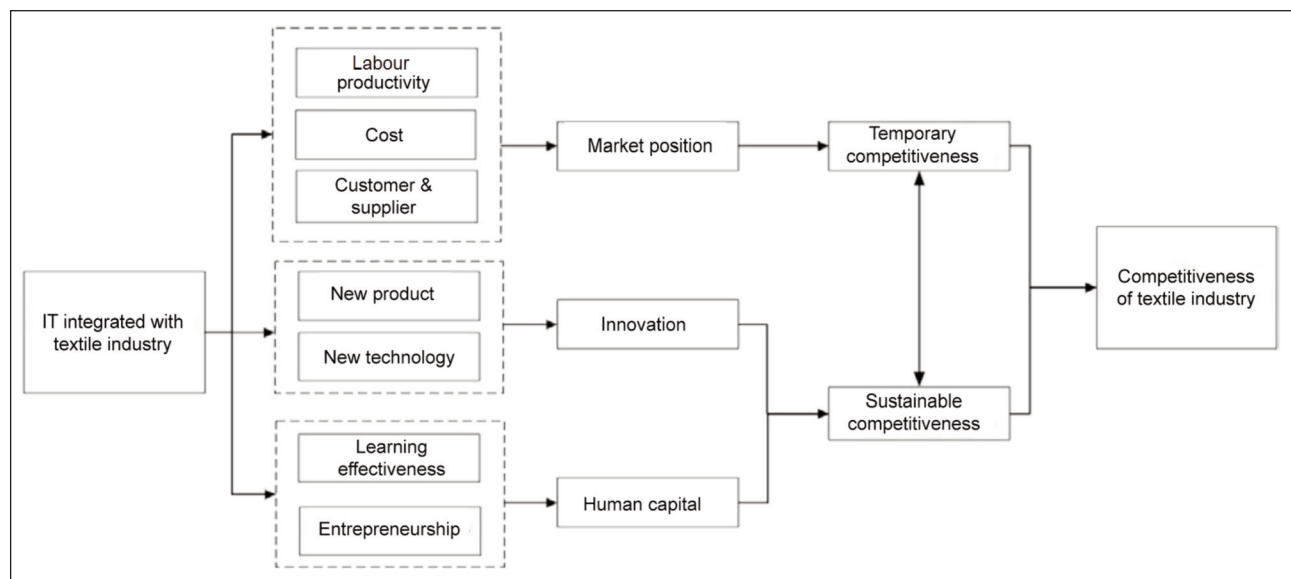 IT integrated with
textile industry
Labour
productivity
Cost
Customer &
supplier
New product
New technology
Learning
effectiveness
Entrepreneurship
Market position
Innovation
Human capital
Temporary
competitiveness
Sustainable
competitiveness
Competitiveness
of textile industry